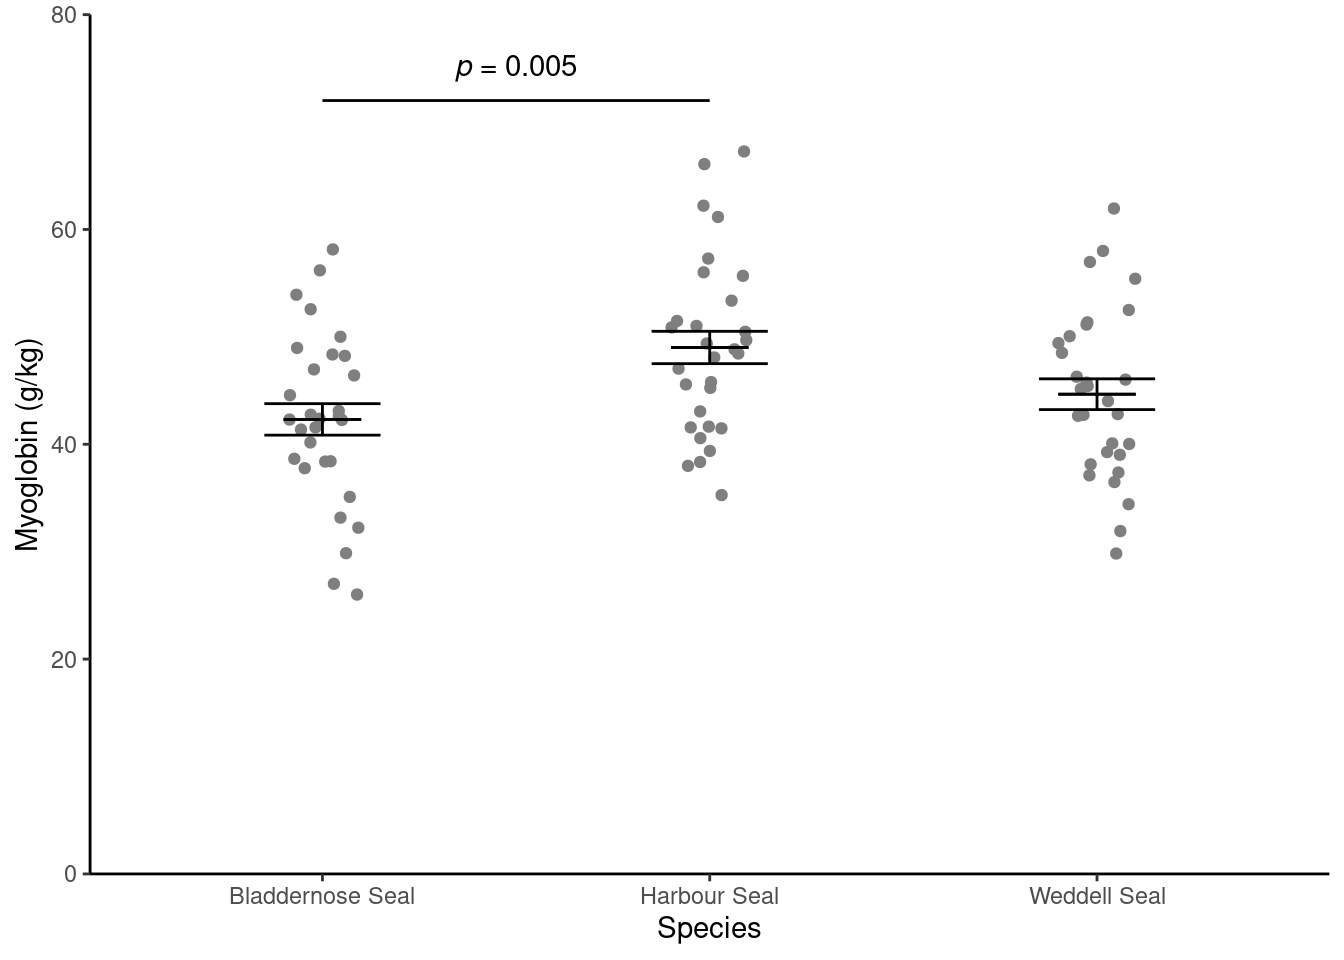 80
p = 0.005
60
Myoglobin (g/kg)
40
20
0
Bladdernose Seal
Harbour Seal
Weddell Seal
Species